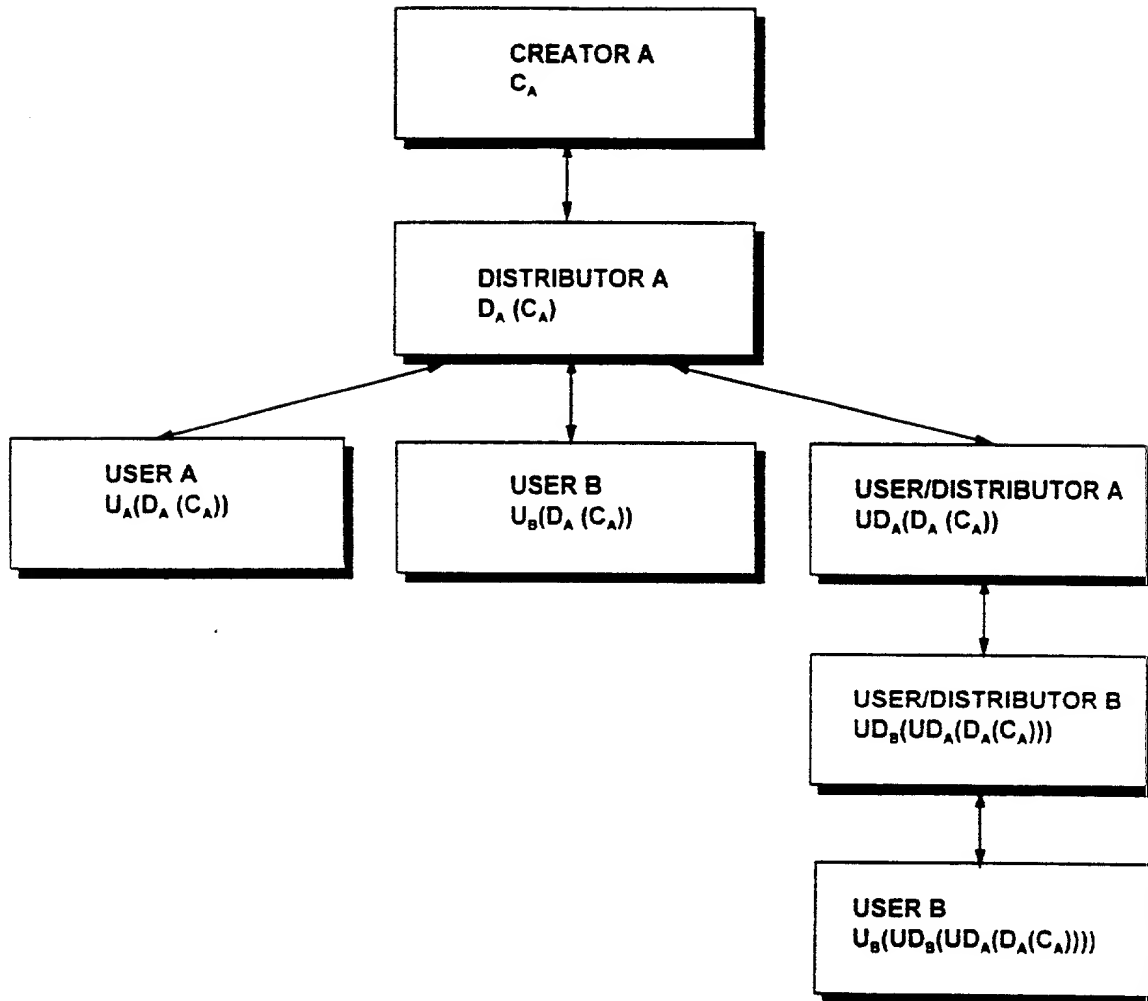 CREATOR A
C_A
DISTRIBUTOR A
D_A (C_A)
USER A
U_A(D_A (C_A))
USER B
U_B(D_A (C_A))
USER/DISTRIBUTOR A
UD_A(D_A (C_A))
USER/DISTRIBUTOR B
UD_B(UD_A(D_A(C_A)))
USER B
U_B(UD_B(UD_A(D_A(C_A))))